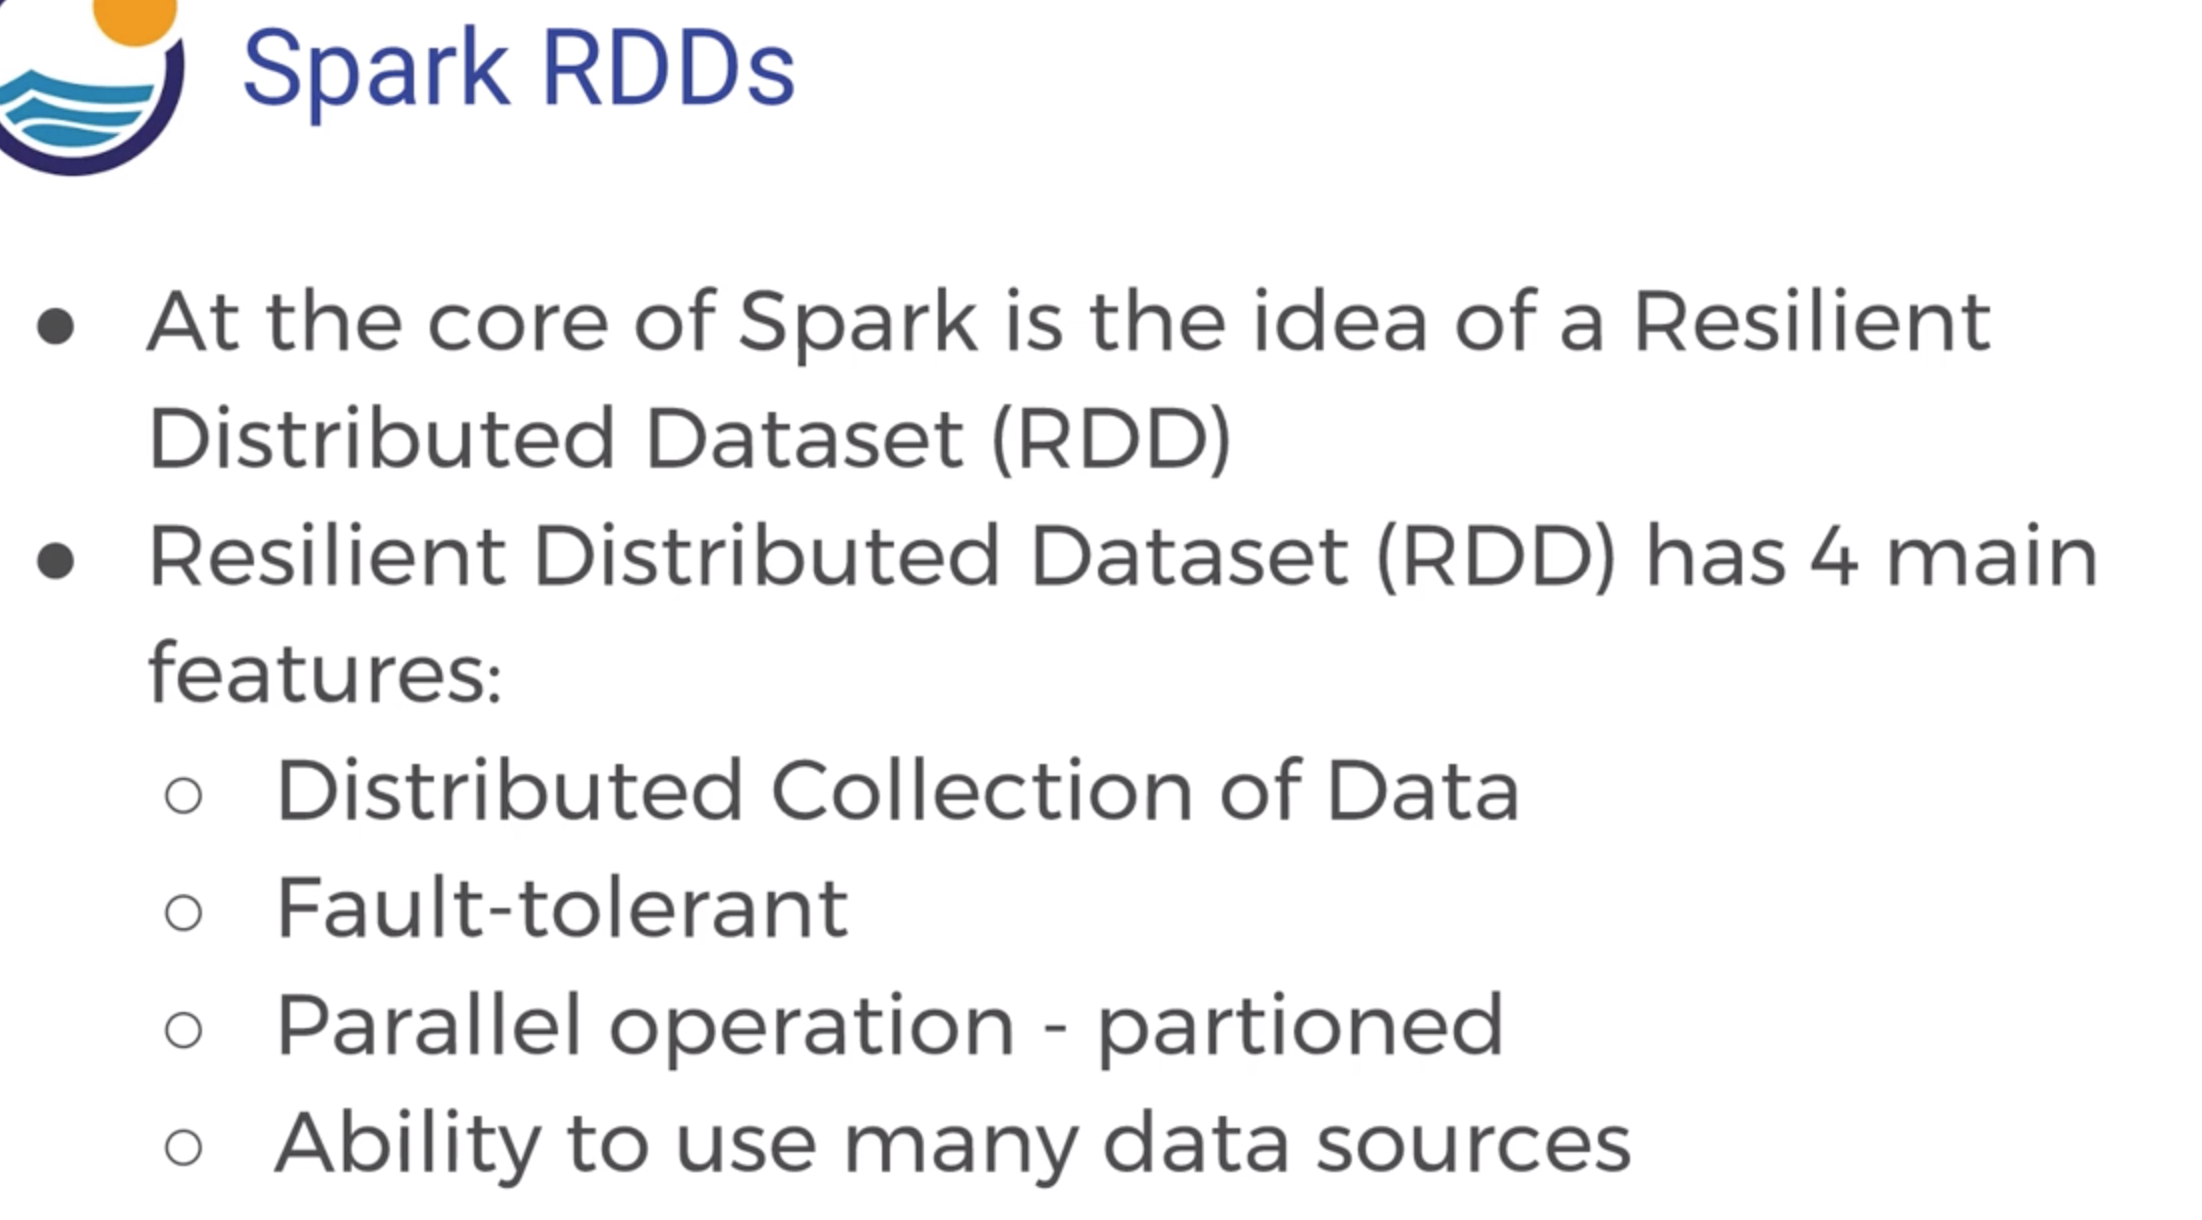 Spark RDDs
● At the core of Spark is the idea of a Resilient
Distributed Dataset (RDD)
● Resilient Distributed Dataset (RDD) has 4 main
features:
○ Distributed Collection of Data
○ Fault-tolerant
○ Parallel operation - partioned
○ Ability to use many data sources